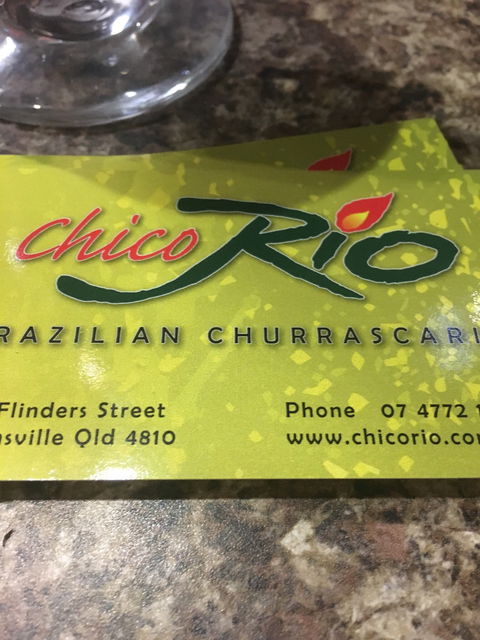 Chico Rio
RAZILIAN CHURRASCARI
Flinders Street
nsville Qld 4810
Phone 07 4772
www.chicorio.co